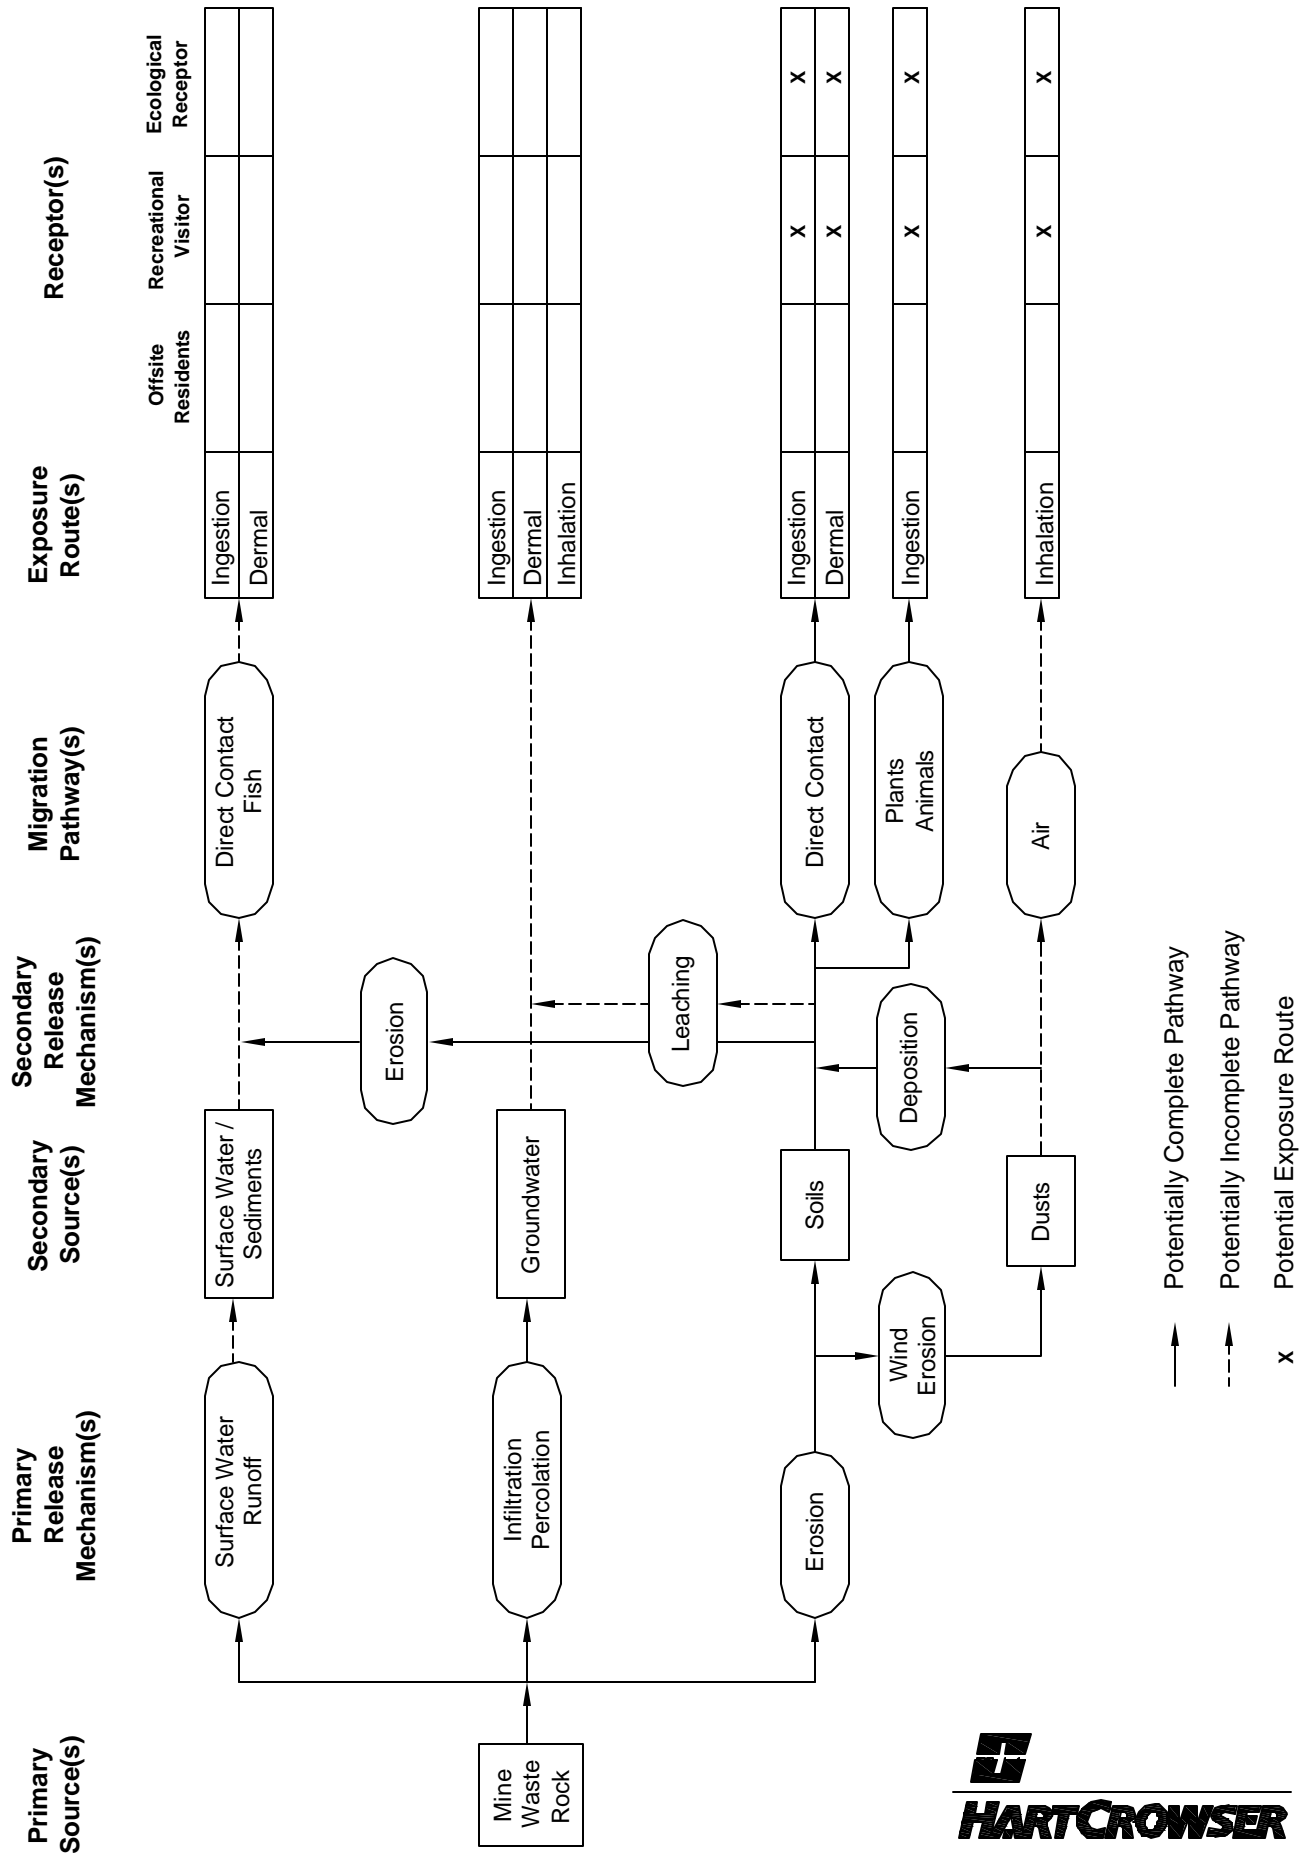 Primary
Source(s)
Primary
Release
Mechanism(s)
Secondary
Source(s)
Secondary
Release
Mechanism(s)
Migration
Pathway(s)
Exposure
Route(s)
Receptor(s)
Offsite
Residents
Recreational
Visitor
Ecological
Receptor
Mine
Waste
Rock
Surface Water
Runoff
Surface Water /
Sediments
Direct Contact
Fish
Ingestion
Dermal
Erosion
Infiltration
Percolation
Groundwater
Leaching
Ingestion
Dermal
Inhalation
Erosion
Soils
Direct Contact
Ingestion X X
Dermal X X
Wind
Erosion
Deposition
Plants
Animals
Ingestion X X
Dusts
Air
Inhalation X X
Potentially Complete Pathway
Potentially Incomplete Pathway
X Potential Exposure Route
HARTCROWSER